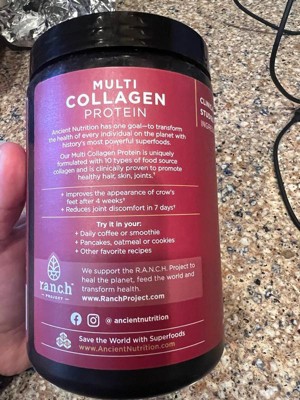 MULTI
COLLAGEN
PROTEIN
Ancient Nutrition has one goal—to transform
the health of every individual on the planet with
history's most powerful superfoods.
Our Multi Collagen Protein is uniquely
formulated with 10 types of food source
collagen and is clinically proven to promote
healthy hair, skin, joints.†
+ Improves the appearance of crow's
feet after 4 weeks†
+ Reduces joint discomfort in 7 days†
Try it in your:
+ Daily coffee or smoothie
+ Pancakes, oatmeal or cookies
+ Other favorite recipes
r.a.n.c.h
PROJECT
We support the R.A.N.C.H. Project to
heal the planet, feed the world and
transform health.
www.RanchProject.com
@ ancientnutrition
Save the World with Superfoods
www.AncientNutrition.com